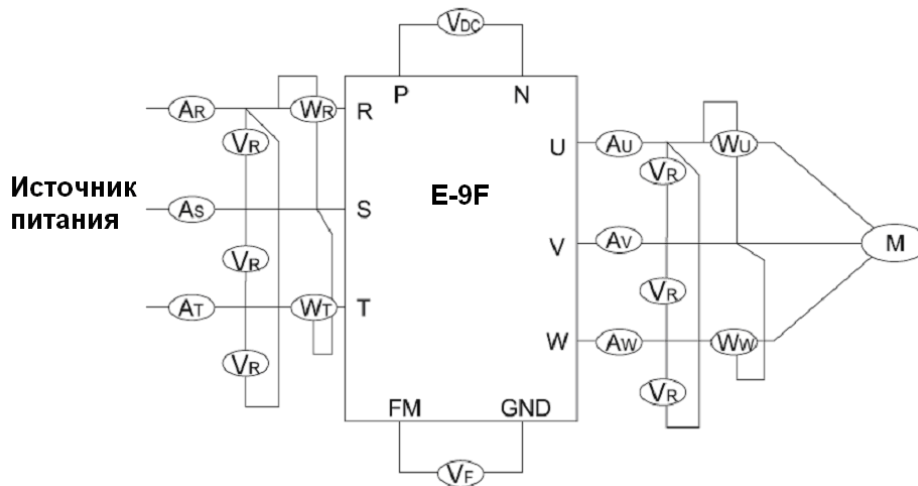 VDC
P N
AR WR R
VR
U AU WU
VR
Источник
питания
AS S
E-9F
V AV M
VR
VR
AT WT T
W AW WW
VR
VR
FM GND
VF